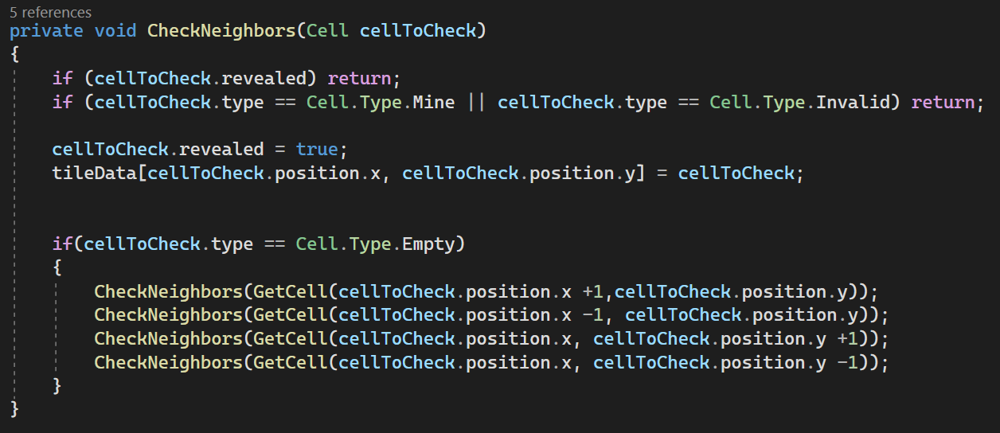 5 references
private void CheckNeighbors(Cell cellToCheck)
{
    if (cellToCheck.revealed) return;
    if (cellToCheck.type == Cell.Type.Mine || cellToCheck.type == Cell.Type.Invalid) return;

    cellToCheck.revealed = true;
    tileData[cellToCheck.position.x, cellToCheck.position.y] = cellToCheck;


    if(cellToCheck.type == Cell.Type.Empty)
    {
        CheckNeighbors(GetCell(cellToCheck.position.x +1,cellToCheck.position.y));
        CheckNeighbors(GetCell(cellToCheck.position.x -1, cellToCheck.position.y));
        CheckNeighbors(GetCell(cellToCheck.position.x, cellToCheck.position.y +1));
        CheckNeighbors(GetCell(cellToCheck.position.x, cellToCheck.position.y -1));
    }
}